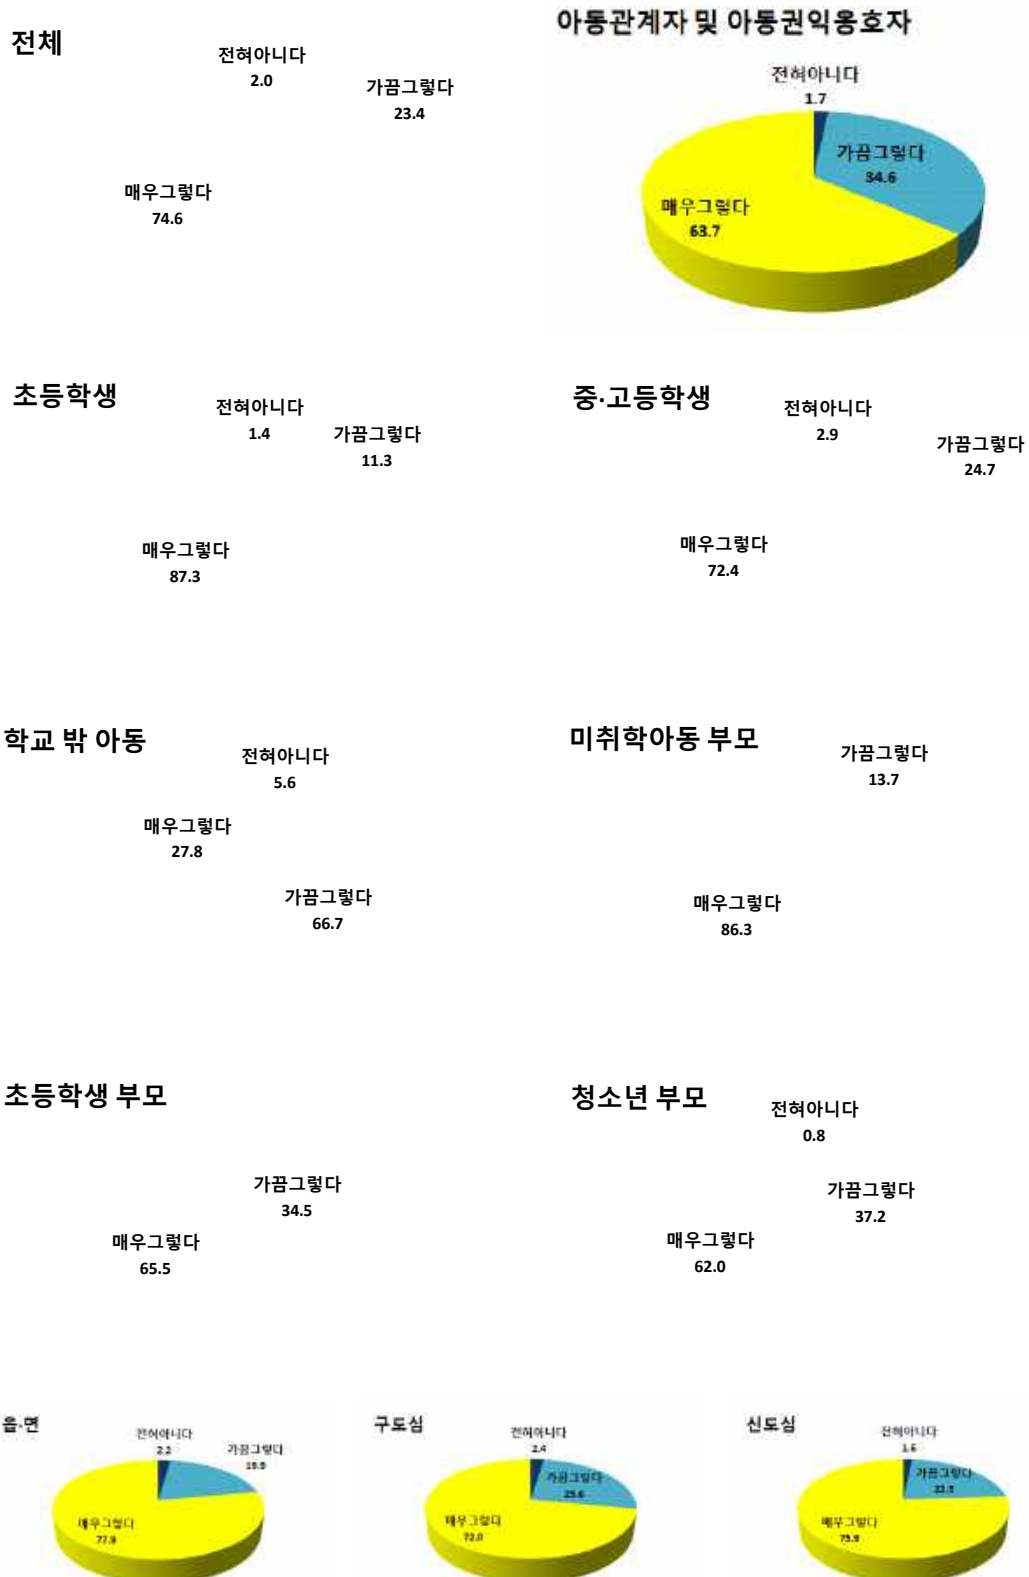 전체
전혀아니다
2.0
가끔그렇다
23.4
매우그렇다
74.6
아동관계자 및 아동권익옹호자
전혀아니다
1.7
가끔그렇다
34.6
매우그렇다
63.7
초등학생
전혀아니다
1.4
가끔그렇다
11.3
매우그렇다
87.3
중·고등학생
전혀아니다
2.9
가끔그렇다
24.7
매우그렇다
72.4
학교 밖 아동
전혀아니다
5.6
매우그렇다
27.8
가끔그렇다
66.7
미취학아동 부모
가끔그렇다
13.7
매우그렇다
86.3
초등학생 부모
가끔그렇다
34.5
매우그렇다
65.5
청소년 부모
전혀아니다
0.8
가끔그렇다
37.2
매우그렇다
62.0
읍·면
전혀아니다
2.2
가끔그렇다
19.9
매우그렇다
77.9
구도심
전혀아니다
2.4
가끔그렇다
25.6
매우그렇다
72.0
신도심
전혀아니다
1.6
가끔그렇다
매우그렇다